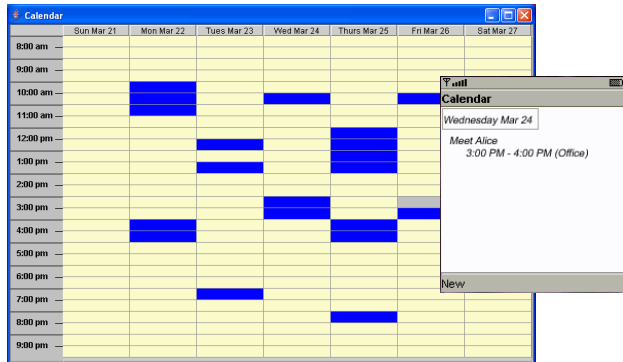 Calendar
Sun Mar 21 Mon Mar 22 Tues Mar 23 Wed Mar 24 Thurs Mar 25 Fri Mar 26 Sat Mar 27
8:00 am
9:00 am
10:00 am
11:00 am
12:00 pm
1:00 pm
2:00 pm
3:00 pm
4:00 pm
5:00 pm
6:00 pm
7:00 pm
8:00 pm
9:00 pm
Calendar
Wednesday Mar 24
Meet Alice
3:00 PM - 4:00 PM (Office)
New